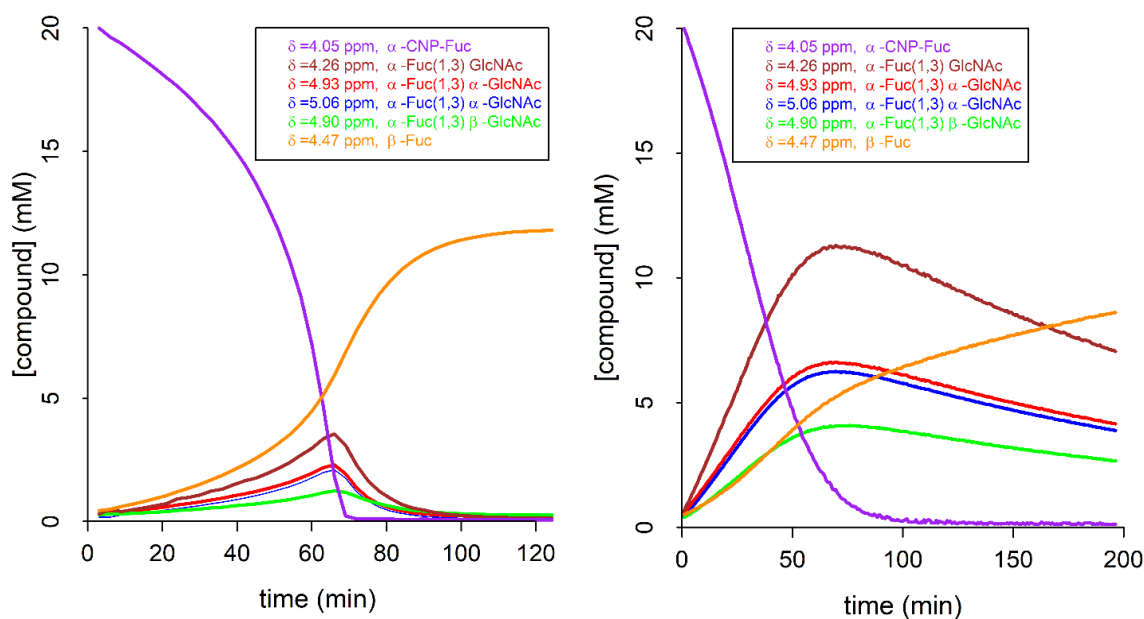 20
15
10
5
0
[compound] (mM)
δ =4.05 ppm, α -CNP-Fuc
δ =4.26 ppm, α -Fuc(1,3) GlcNAc
δ =4.93 ppm, α -Fuc(1,3) α -GlcNAc
δ =5.06 ppm, α -Fuc(1,3) α -GlcNAc
δ =4.90 ppm, α -Fuc(1,3) β -GlcNAc
δ =4.47 ppm, β -Fuc
0 20 40 60 80 100 120
time (min)
20
15
10
5
0
[compound] (mM)
δ =4.05 ppm, α -CNP-Fuc
δ =4.26 ppm, α -Fuc(1,3) GlcNAc
δ =4.93 ppm, α -Fuc(1,3) α -GlcNAc
δ =5.06 ppm, α -Fuc(1,3) α -GlcNAc
δ =4.90 ppm, α -Fuc(1,3) β -GlcNAc
δ =4.47 ppm, β -Fuc
0 50 100 150 200
time (min)